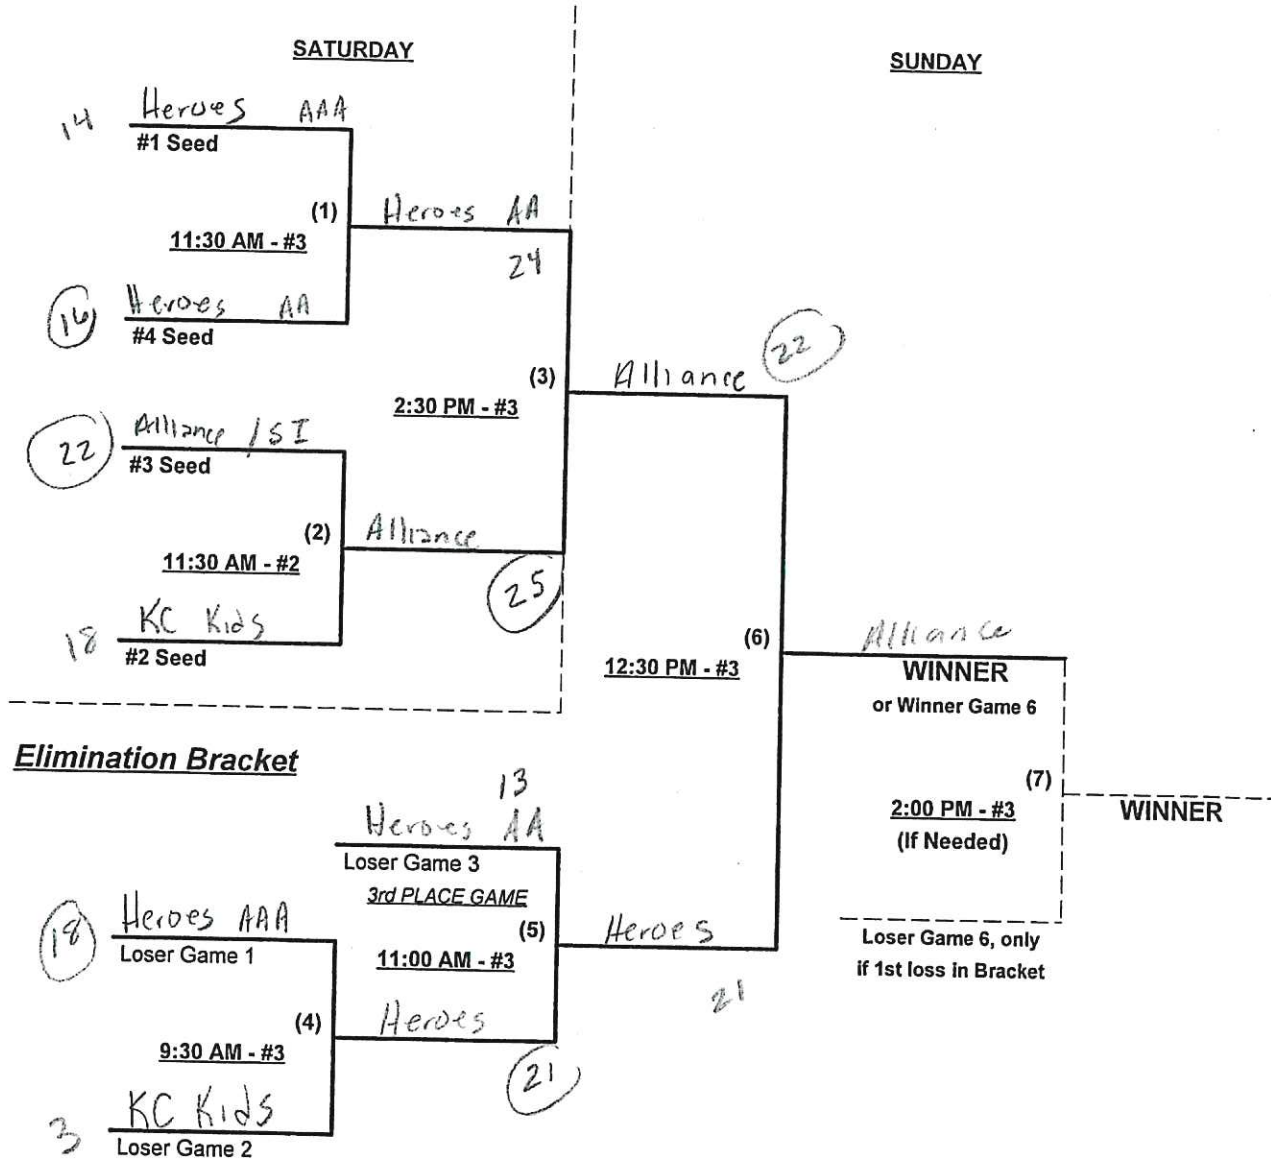 SATURDAY
SUNDAY
14 Heroes AAA
#1 Seed
(1)
11:30 AM - #3
Heroes AA
24
16 Heroes AA
#4 Seed
(3)
2:30 PM - #3
Alliance 22
22 Alliance / SI
#3 Seed
(2)
11:30 AM - #2
Alliance
25
18 KC Kids
#2 Seed
(6)
12:30 PM - #3
Alliance
WINNER
or Winner Game 6
(7)
2:00 PM - #3
(If Needed)
WINNER
Loser Game 6, only
if 1st loss in Bracket
Elimination Bracket
13
Heroes AA
Loser Game 3
3rd PLACE GAME
(5)
11:00 AM - #3
Heroes
21
18 Heroes AAA
Loser Game 1
(4)
9:30 AM - #3
Heroes
21
3 KC Kids
Loser Game 2